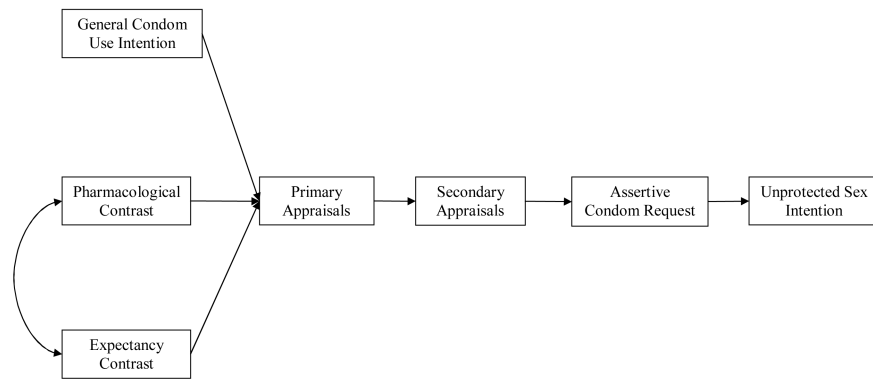 General Condom
Use Intention
Pharmacological
Contrast
Primary
Appraisals
Secondary
Appraisals
Assertive
Condom Request
Unprotected Sex
Intention
Expectancy
Contrast